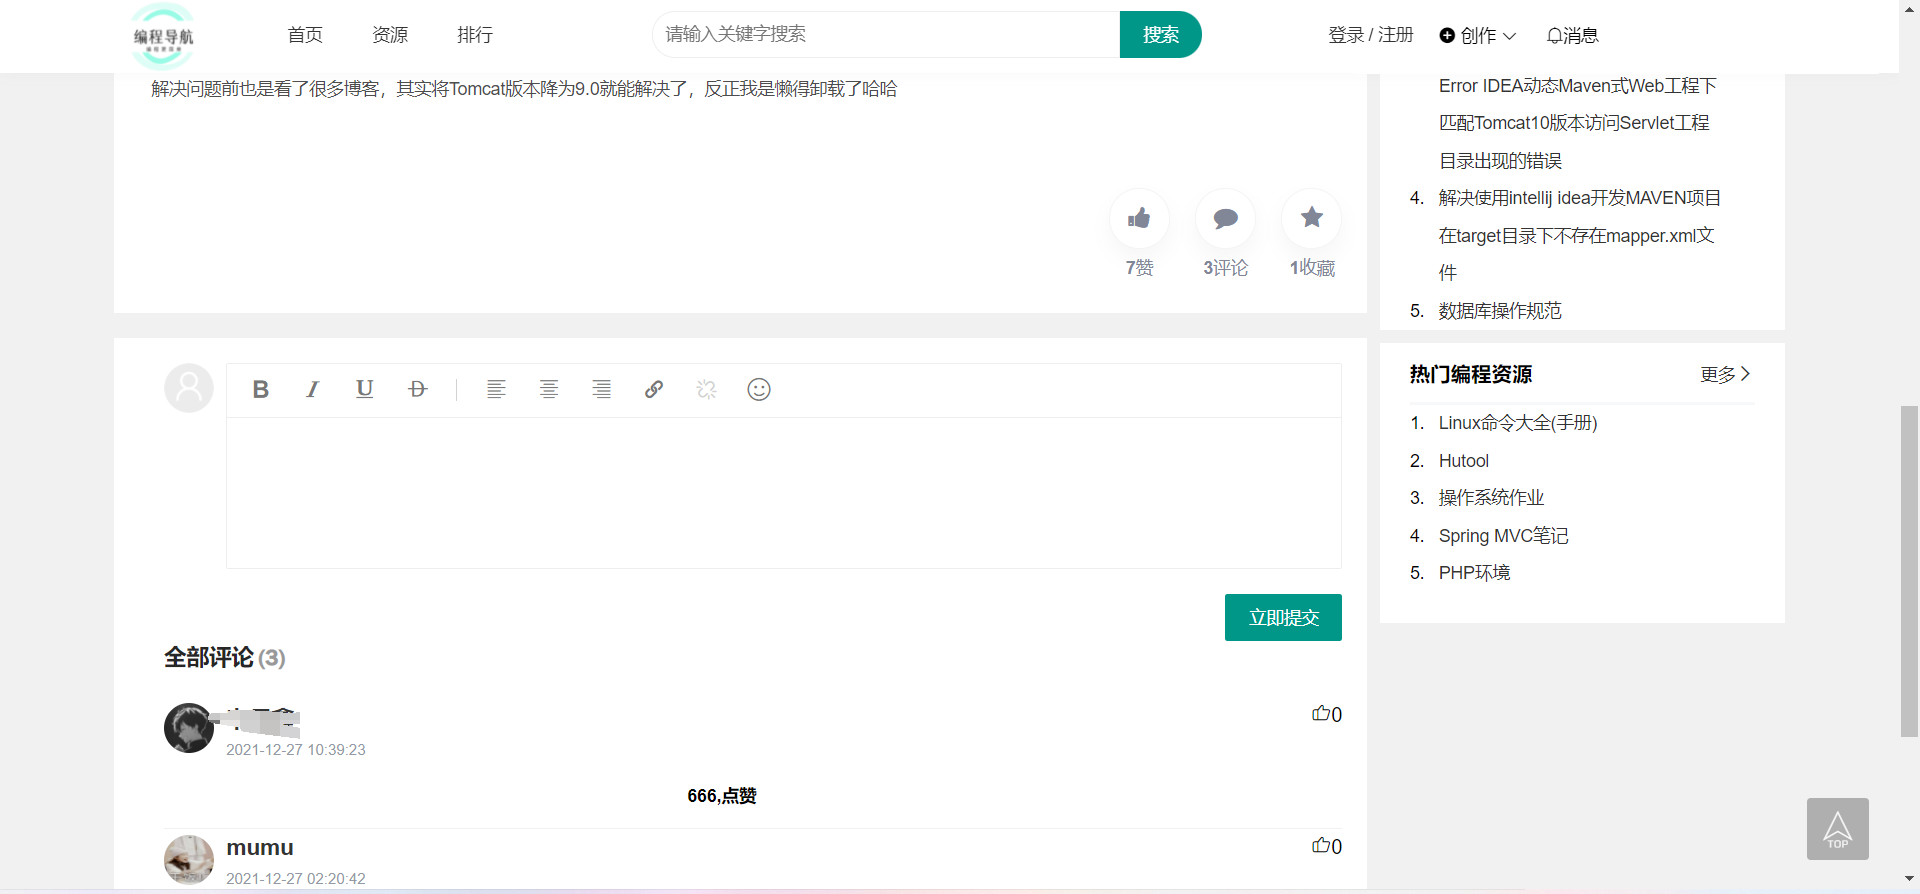 编程导航
首页
资源
排行
请输入关键字搜索
搜索
登录 / 注册
创作
消息
解决问题前也是看了很多博客，其实将Tomcat版本降为9.0就能解决了，反正我是懒得卸载了哈哈
7赞
3评论
1收藏
Error IDEA动态Maven式Web工程下
匹配Tomcat10版本访问Servlet工程
目录出现的错误
4. 解决使用intellij idea开发MAVEN项目
在target目录下不存在mapper.xml文
件
5. 数据库操作规范
热门编程资源
更多
1. Linux命令大全(手册)
2. Hutool
3. 操作系统作业
4. Spring MVC笔记
5. PHP环境
B I U D
立即提交
全部评论 (3)
0
2021-12-27 10:39:23
666,点赞
mumu
0
2021-12-27 02:20:42
TOP